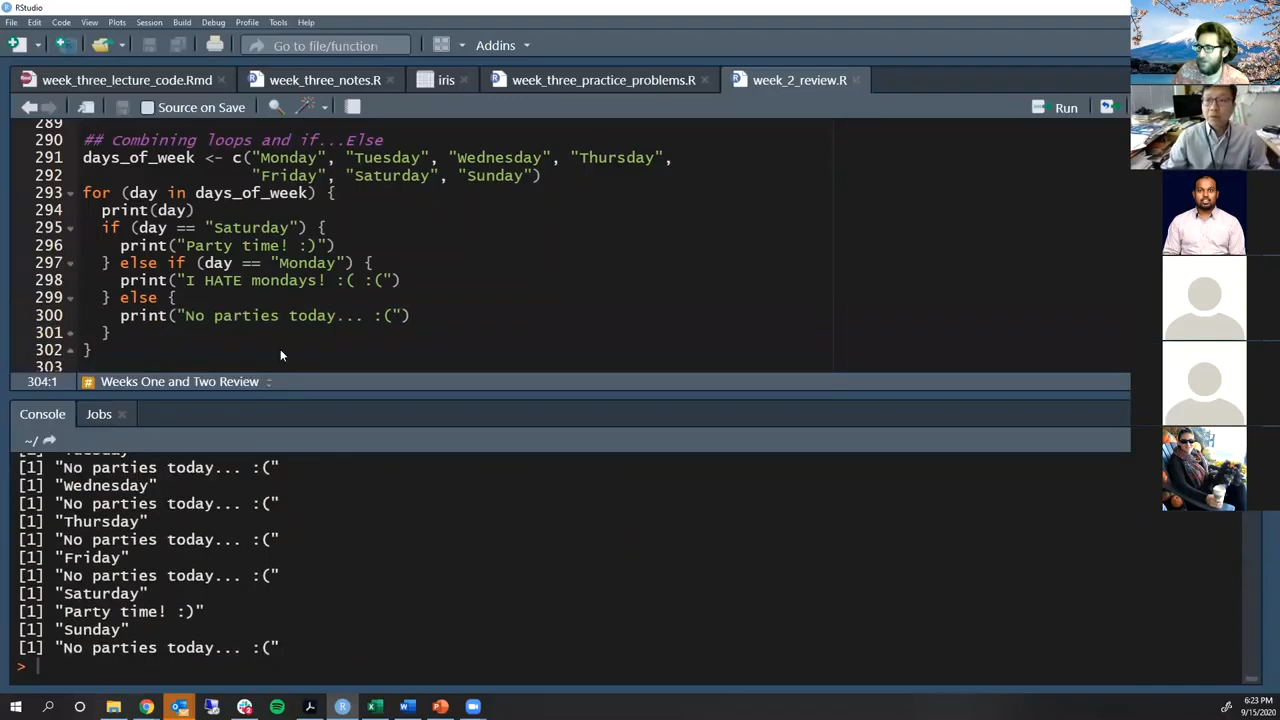 RStudio
File Edit Code View Plots Session Build Debug Profile Tools Help
Go to file/function Addins
week_three_lecture_code.Rmd week_three_notes.R iris week_three_practice_problems.R week_2_review.R
Source on Save Run
289
290 ## Combining loops and if...Else
291 days_of_week <- c("Monday", "Tuesday", "Wednesday", "Thursday",
292 "Friday", "Saturday", "Sunday")
293 for (day in days_of_week) {
294 print(day)
295 if (day == "Saturday") {
296 print("Party time! :)")
297 } else if (day == "Monday") {
298 print("I HATE mondays! :( :(")
299 } else {
300 print("No parties today... :(")
301 }
302 }
303
304:1 # Weeks One and Two Review
Console Jobs
~/
[1] "No parties today... :("
[1] "Wednesday"
[1] "No parties today... :("
[1] "Thursday"
[1] "No parties today... :("
[1] "Friday"
[1] "No parties today... :("
[1] "Saturday"
[1] "Party time! :)"
[1] "Sunday"
[1] "No parties today... :("
>
6:23 PM
9/15/2020